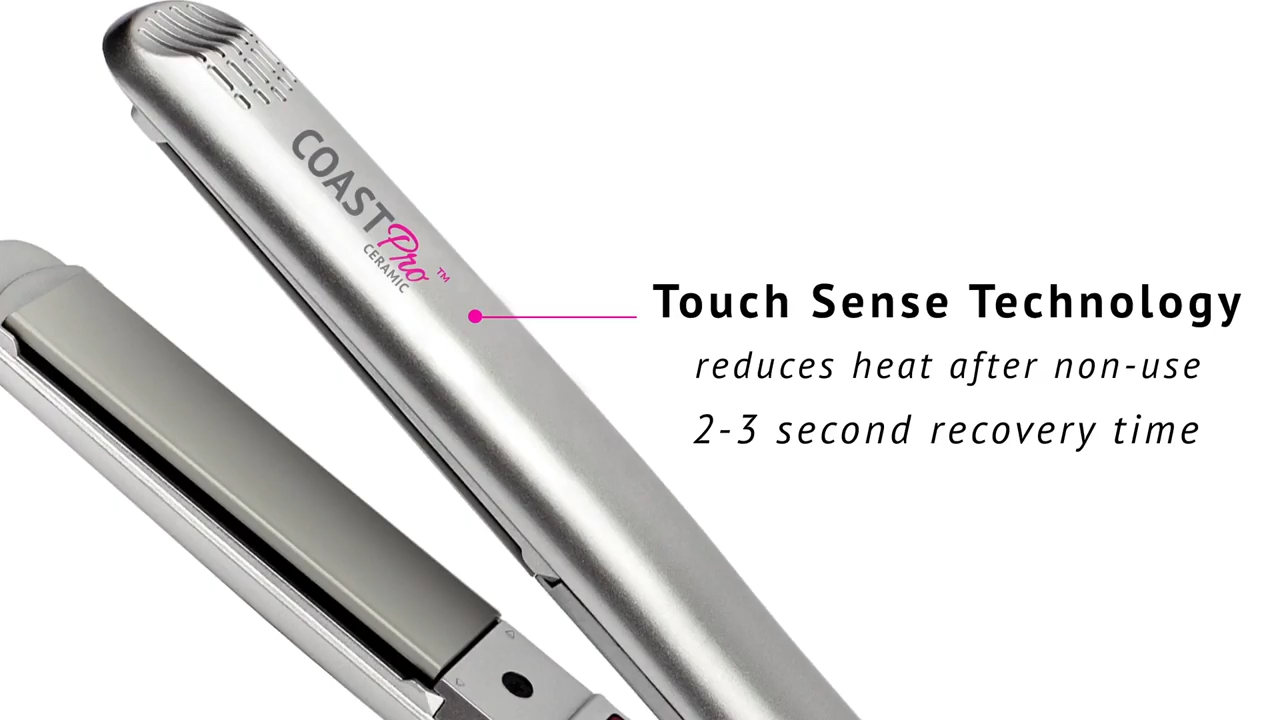 COAST
Pro™
CERAMIC
Touch Sense Technology
reduces heat after non-use
2-3 second recovery time